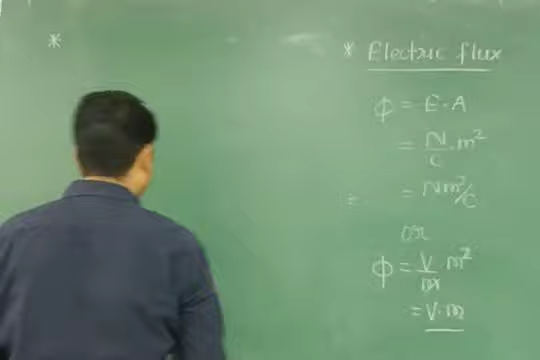 *
* Electric flux
ϕ = E · A
= N/C · m²
= Nm²/C
or
ϕ = V/m · m²
= V·m